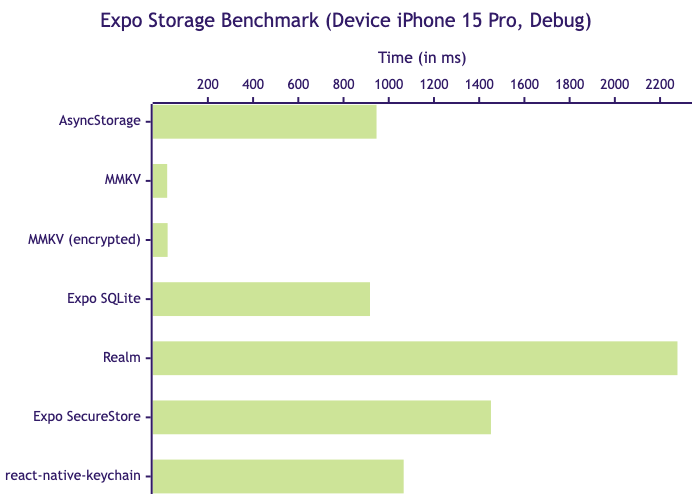 Expo Storage Benchmark (Device iPhone 15 Pro, Debug)
Time (in ms)
200 400 600 800 1000 1200 1400 1600 1800 2000 2200
AsyncStorage
MMKV
MMKV (encrypted)
Expo SQLite
Realm
Expo SecureStore
react-native-keychain